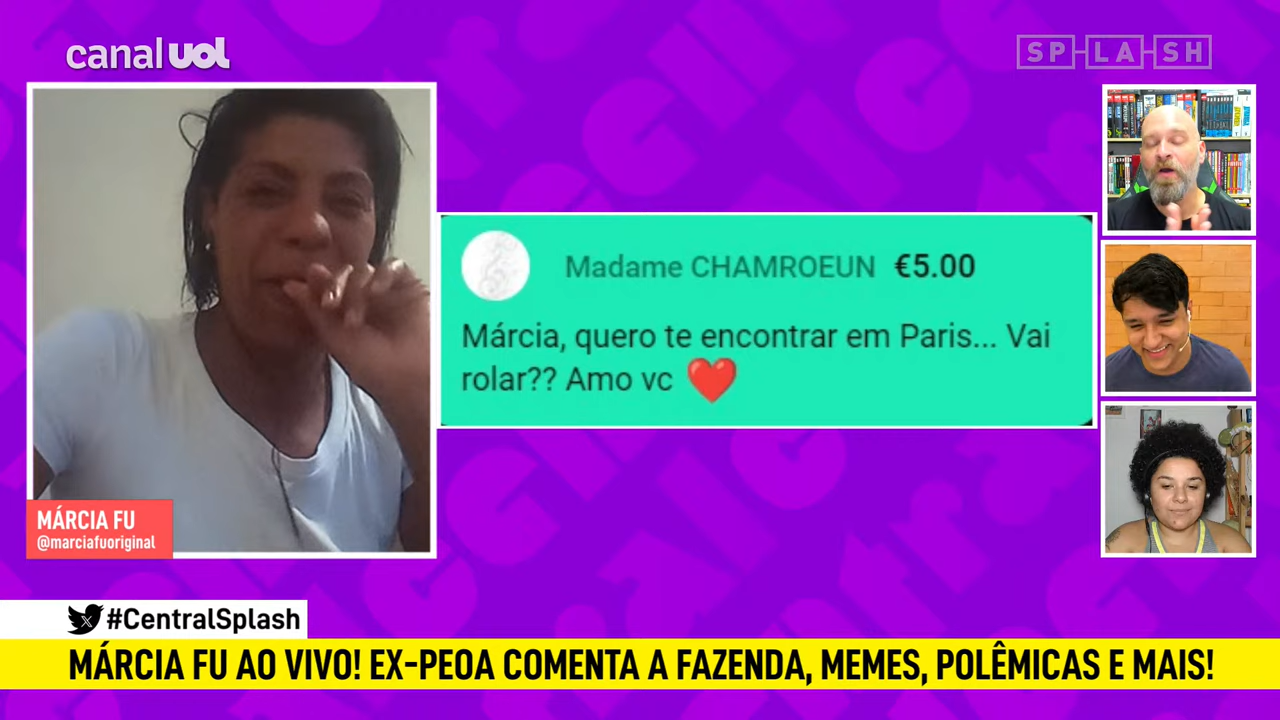 canal UOL
SPLASH
Madame CHAMROEUN €5.00
Márcia, quero te encontrar em Paris... Vai
rolar?? Amo vc ❤️
MÁRCIA FU
@marciafuoriginal
#CentralSplash
MÁRCIA FU AO VIVO! EX-PEOA COMENTA A FAZENDA, MEMES, POLÊMICAS E MAIS!